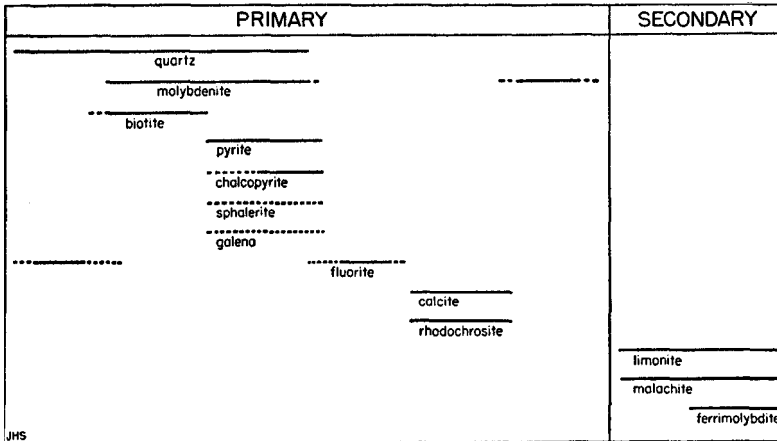 PRIMARY SECONDARY
quartz
molybdenite
biotite
pyrite
chalcopyrite
sphalerite
galena
fluorite
calcite
rhodochrosite
limonite
malachite
ferrimolybdite
JHS